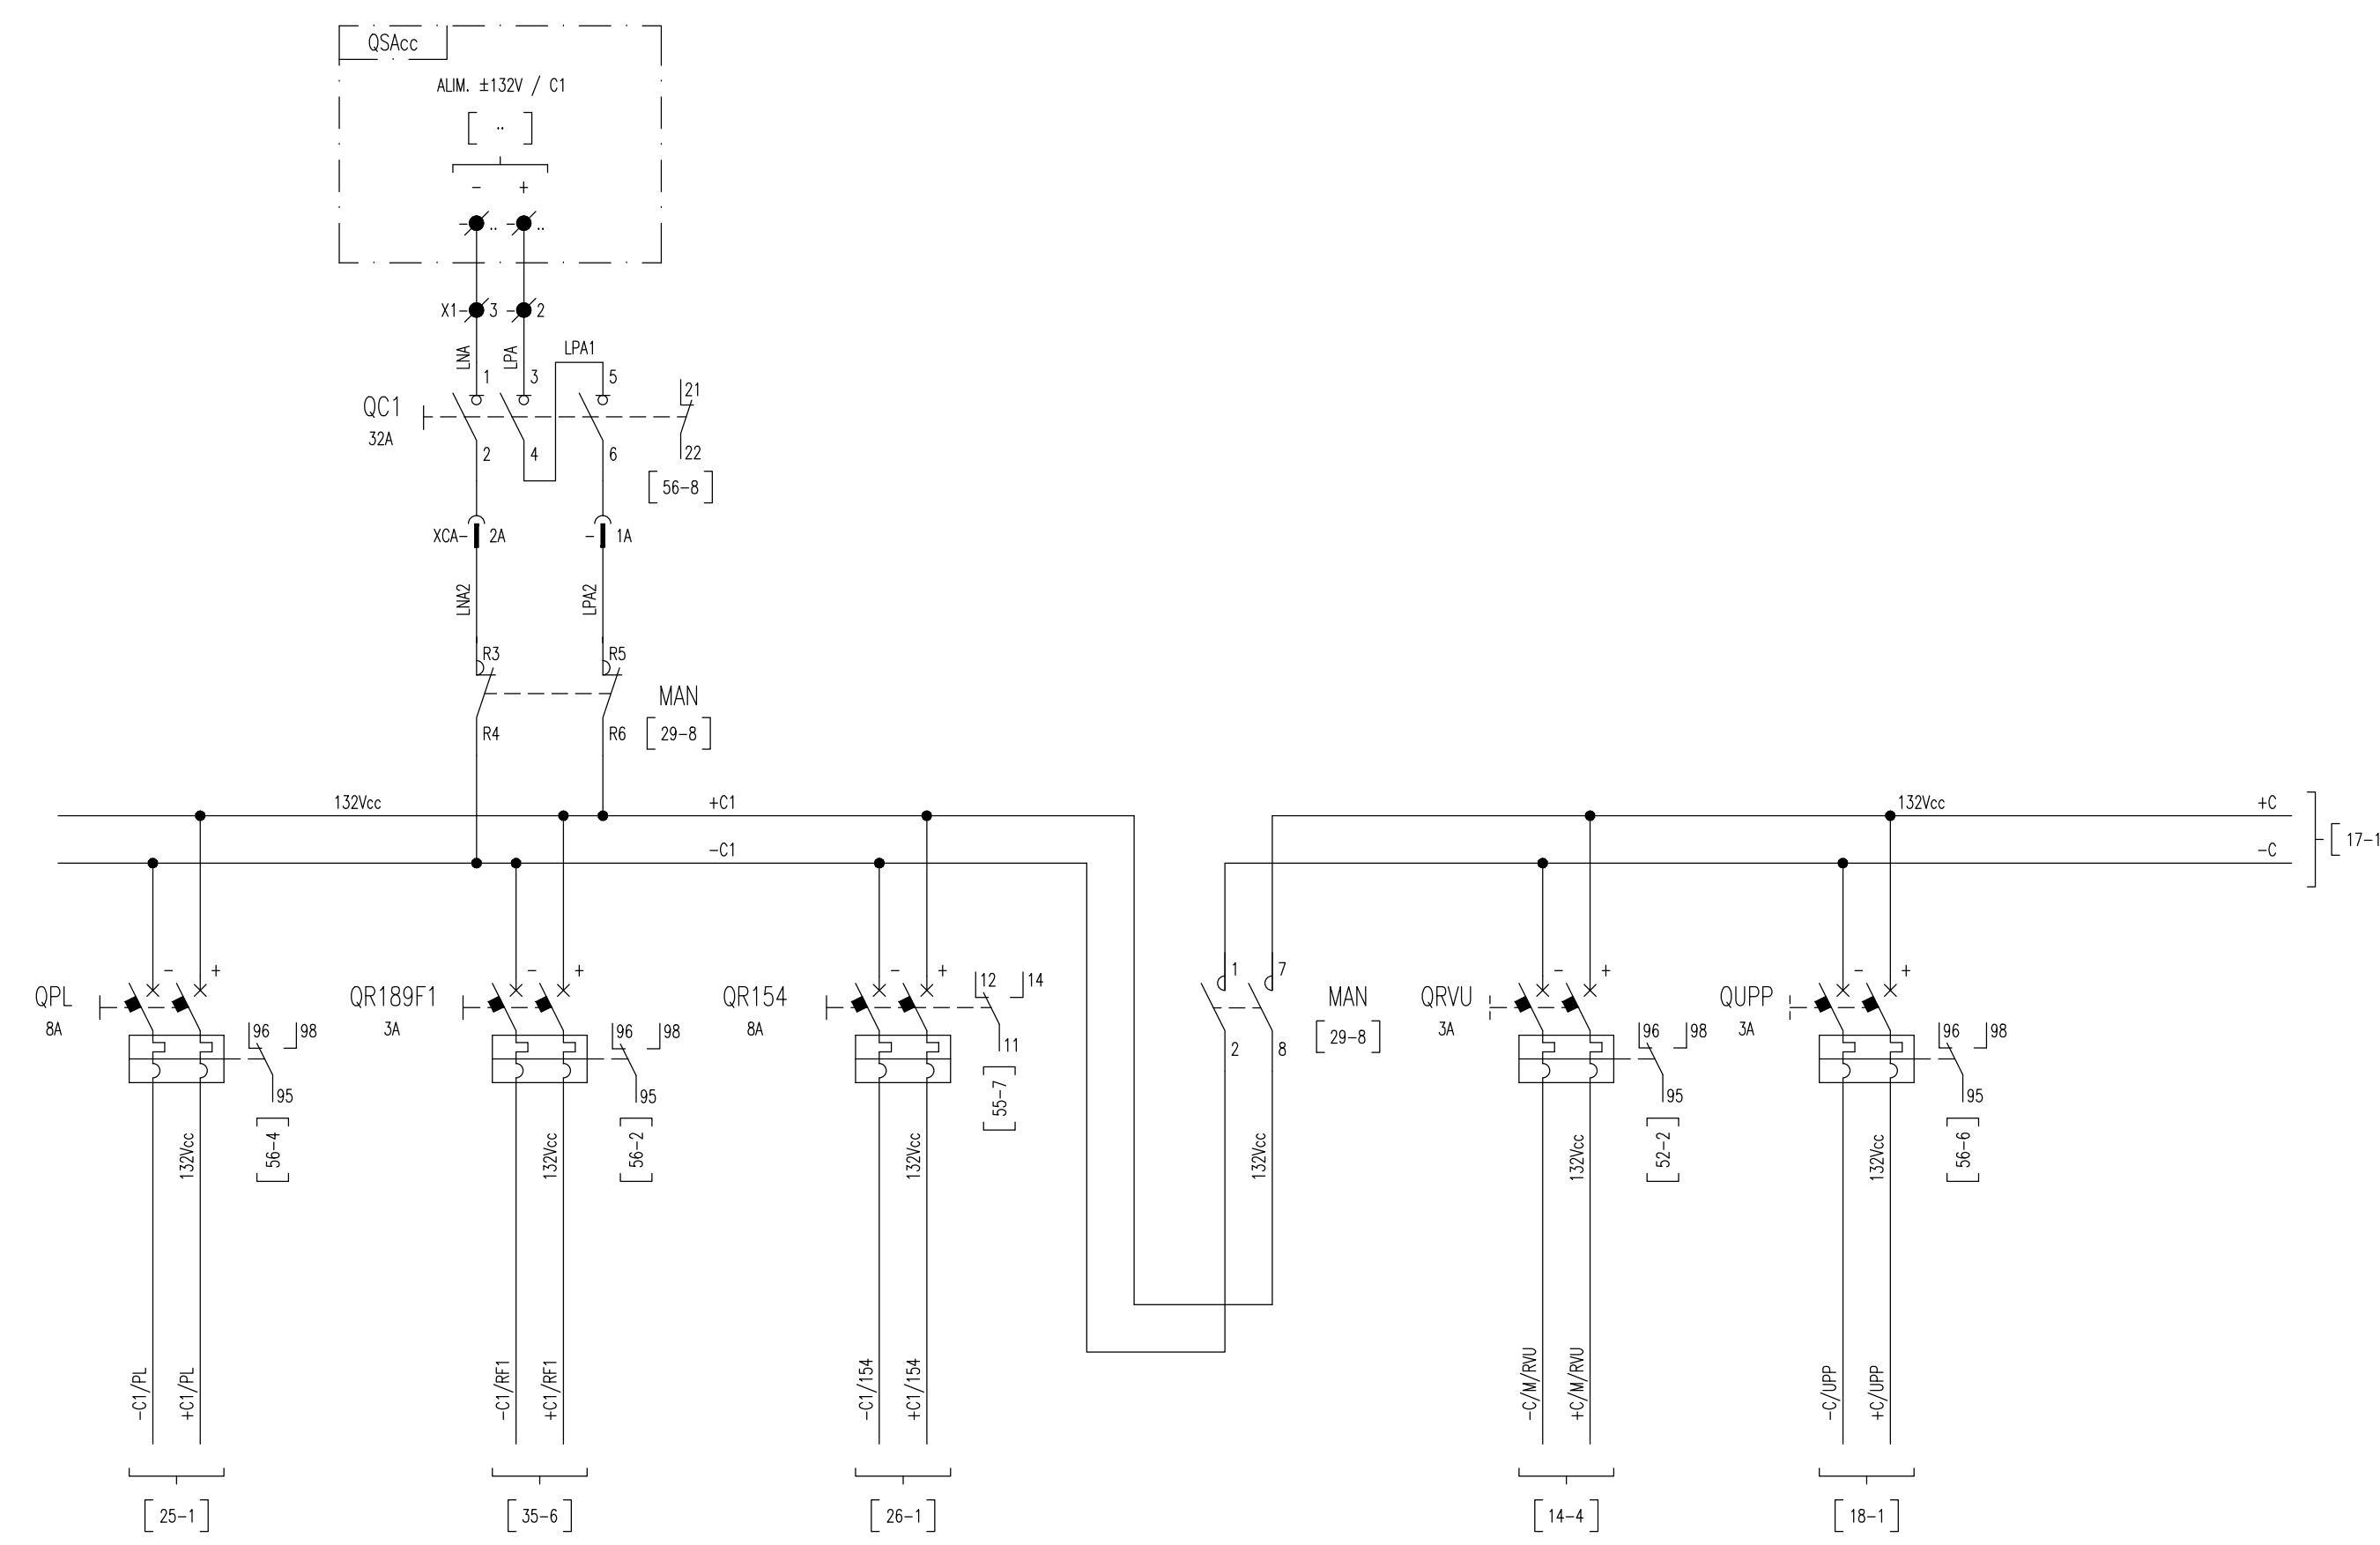 QSAcc
ALIM. ±132V / C1
[ .. ]
- +
- .. - ..
X1- 3 - 2
LNA LPA LPA1
1 3 5 21
QC1
32A
2 4 6 22
[ 56-8 ]
XCA- 2A - 1A
LNA2 LPA2
R3 R5
MAN
R4 R6 [ 29-8 ]
132Vcc +C1 132Vcc +C
-C1 -C [ 17-1
- + - + - + 12 14 1 7 - + - +
QPL QR189F1 QR154 MAN QRVU QUPP
8A 3A 8A [ 29-8 ] 3A 3A
96 98 96 98 11 2 8 96 98 96 98
95 95 95 95
[ 56-4 ] [ 56-2 ] [ 55-7 ] [ 52-2 ] [ 56-6 ]
132Vcc 132Vcc 132Vcc 132Vcc 132Vcc 132Vcc
-C1/PL +C1/PL -C1/RF1 +C1/RF1 -C1/154 +C1/154 -C/M/RVU +C/M/RVU -C/UPP +C/UPP
[ 25-1 ] [ 35-6 ] [ 26-1 ] [ 14-4 ] [ 18-1 ]